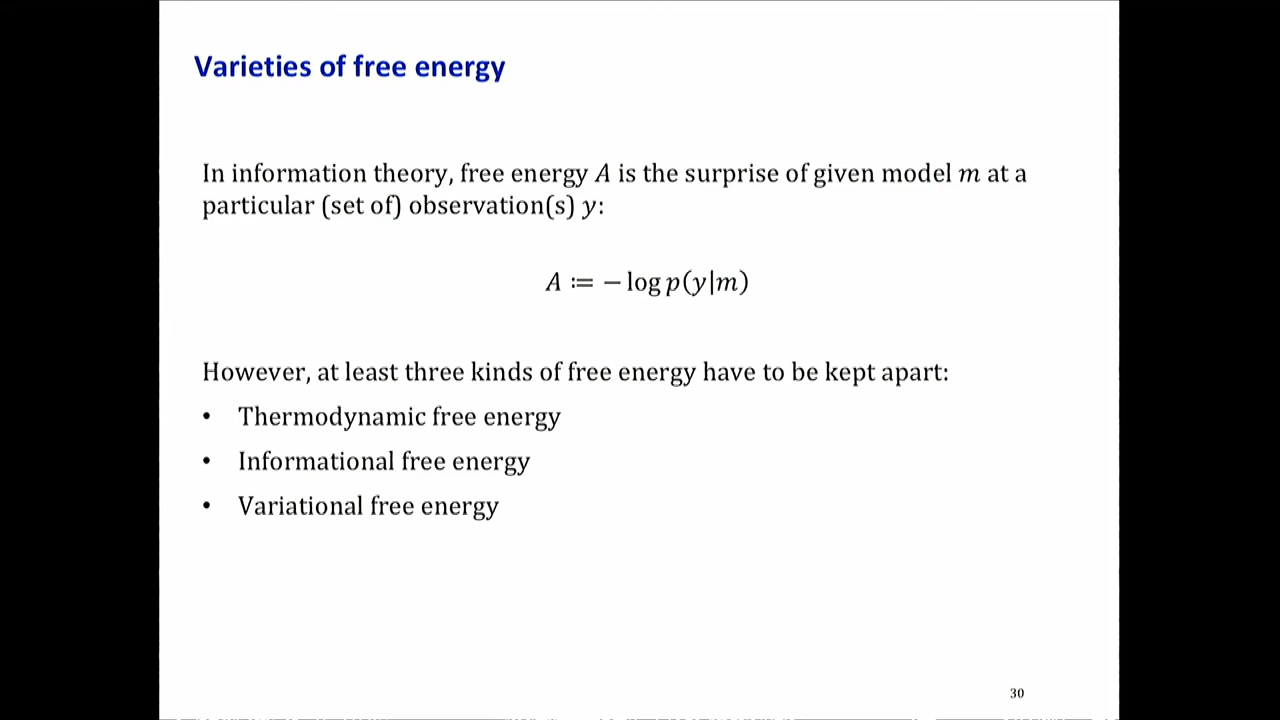 Varieties of free energy
In information theory, free energy A is the surprise of given model m at a
particular (set of) observation(s) y:
A ≔ − log p(y|m)
However, at least three kinds of free energy have to be kept apart:
• Thermodynamic free energy
• Informational free energy
• Variational free energy
30